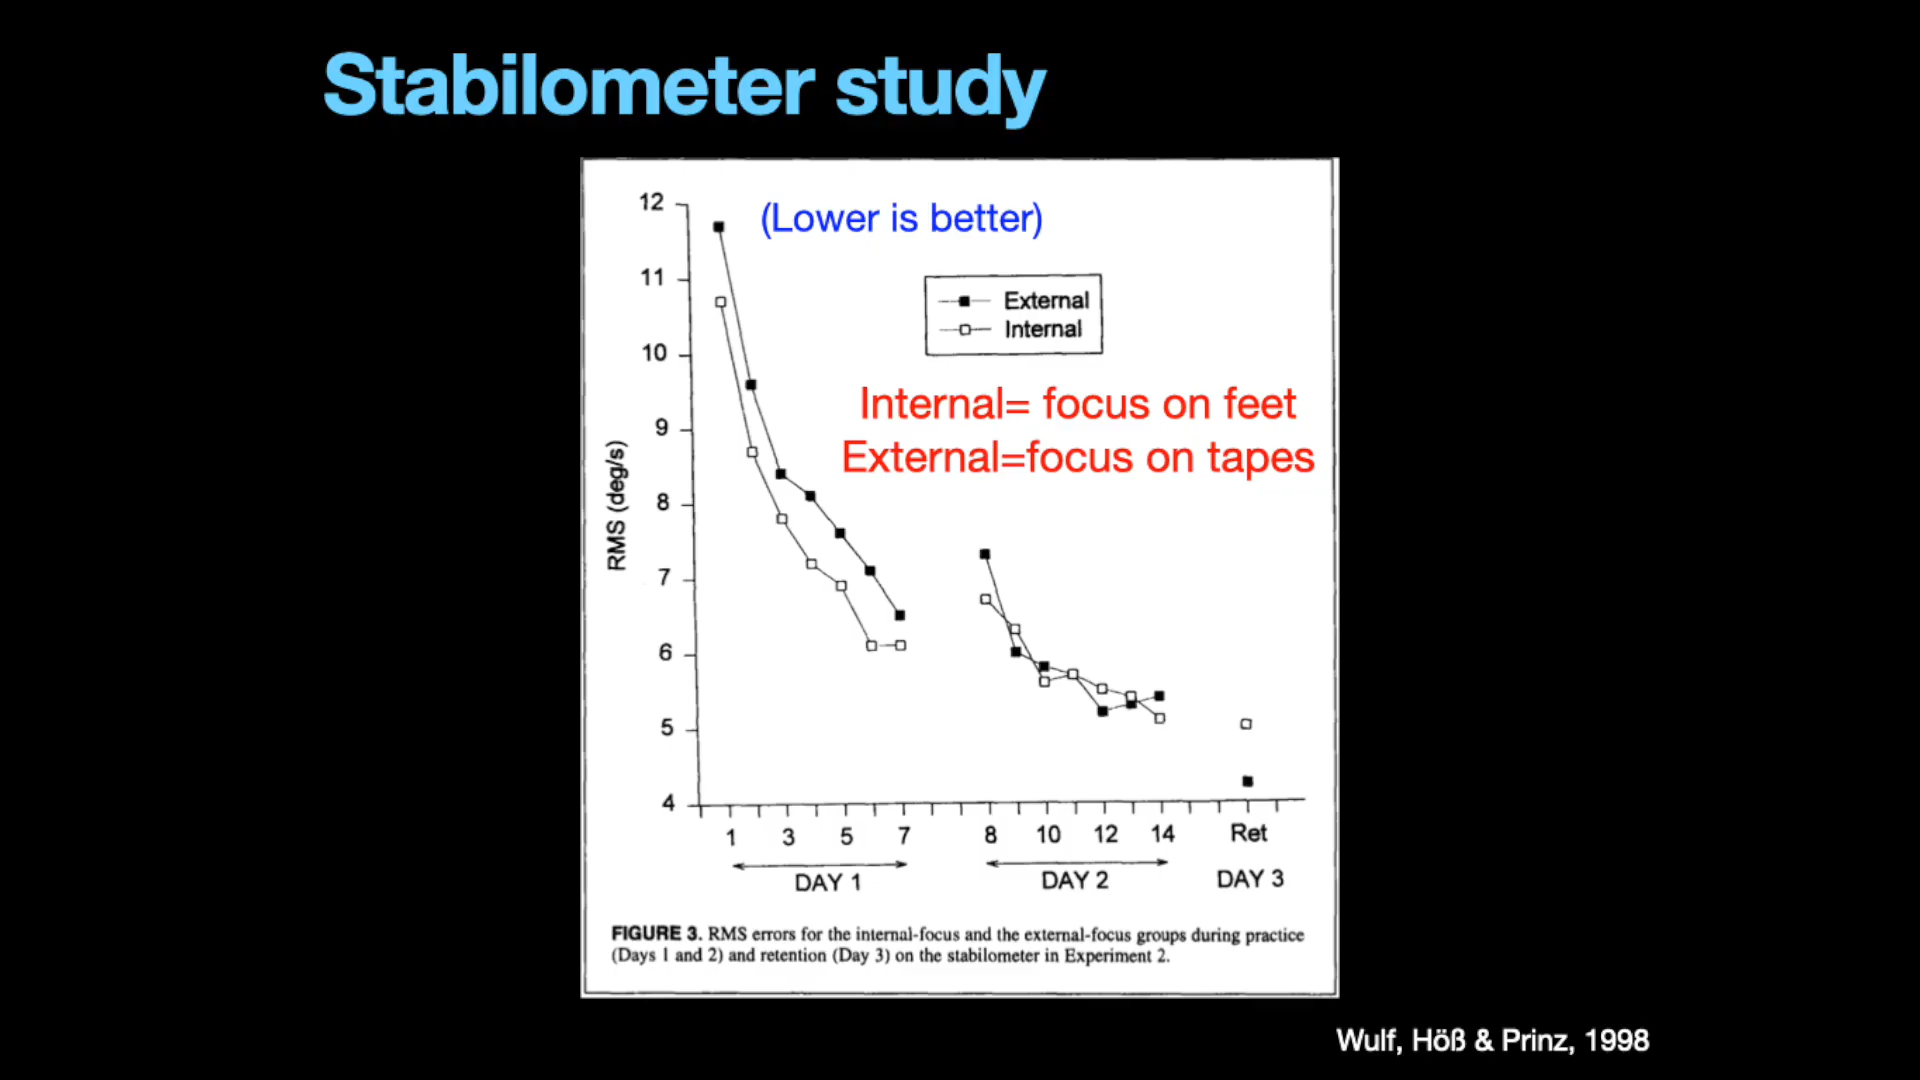 Stabilometer study
12
(Lower is better)
11
External
Internal
10
Internal= focus on feet
9
External=focus on tapes
RMS (deg/s)
8
7
6
5
4
1 3 5 7 8 10 12 14 Ret
DAY 1 DAY 2 DAY 3
FIGURE 3. RMS errors for the internal-focus and the external-focus groups during practice
(Days 1 and 2) and retention (Day 3) on the stabilometer in Experiment 2.
Wulf, Höß & Prinz, 1998